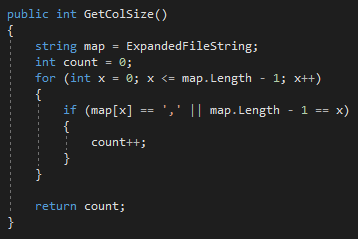 public int GetColSize()
{
    string map = ExpandedFileString;
    int count = 0;
    for (int x = 0; x <= map.Length - 1; x++)
    {
        if (map[x] == ',' || map.Length - 1 == x)
        {
            count++;
        }
    }

    return count;
}